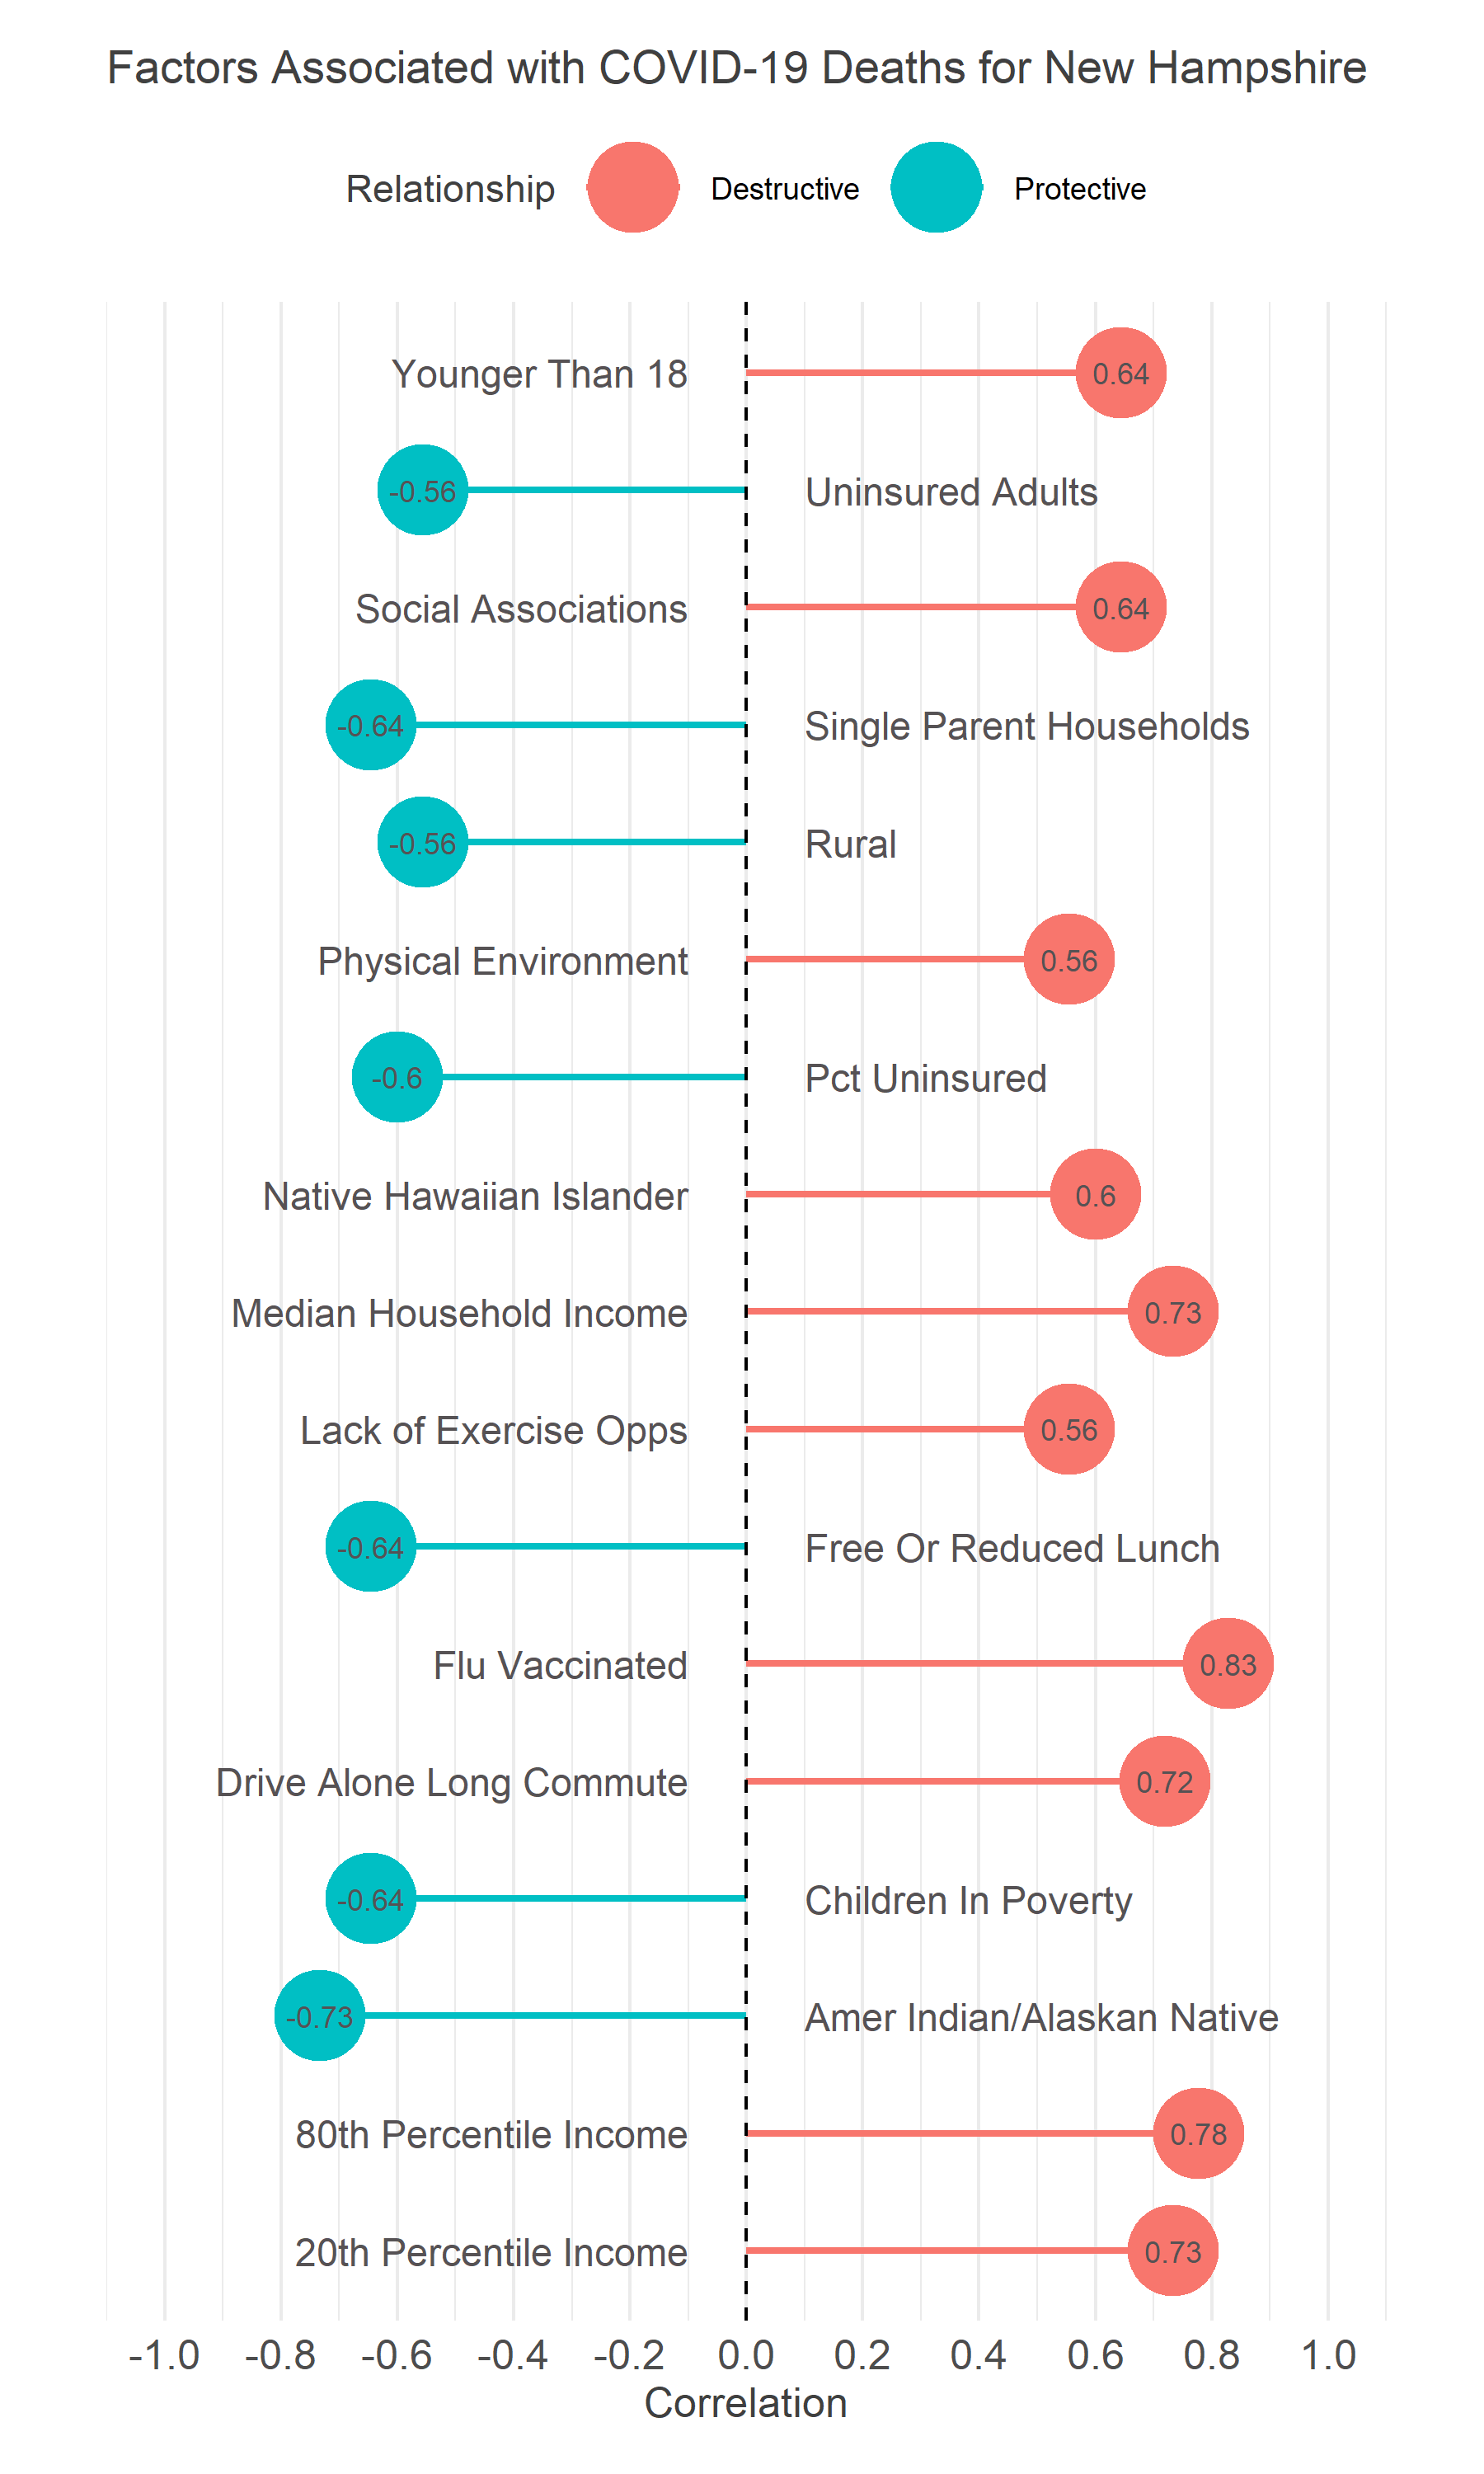 Factors Associated with COVID-19 Deaths for New Hampshire
Relationship Destructive Protective
Younger Than 18 0.64
-0.56 Uninsured Adults
Social Associations 0.64
-0.64 Single Parent Households
-0.56 Rural
Physical Environment 0.56
-0.6 Pct Uninsured
Native Hawaiian Islander 0.6
Median Household Income 0.73
Lack of Exercise Opps 0.56
-0.64 Free Or Reduced Lunch
Flu Vaccinated 0.83
Drive Alone Long Commute 0.72
-0.64 Children In Poverty
-0.73 Amer Indian/Alaskan Native
80th Percentile Income 0.78
20th Percentile Income 0.73
-1.0 -0.8 -0.6 -0.4 -0.2 0.0 0.2 0.4 0.6 0.8 1.0
Correlation